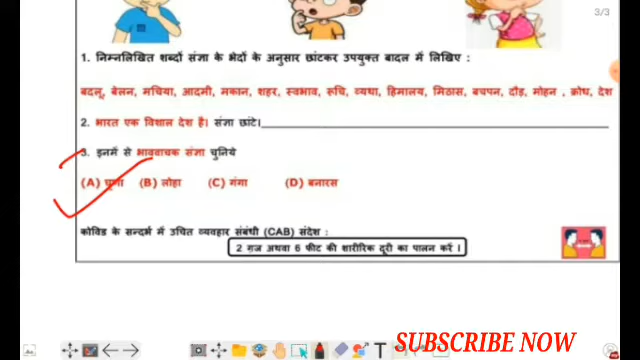 3/3
1. निम्नलिखित शब्दों संज्ञा के भेदों के अनुसार छांटकर उपयुक्त बादल में लिखिए :
बदलू, बेलन, मचिया, आदमी, मकान, शहर, स्वभाव, रूचि, व्यथा, हिमालय, मिठास, बचपन, दौड़, मोहन , क्रोध, देश
2. भारत एक विशाल देश है। संज्ञा छांटे।
3. इनमें से भाववाचक संज्ञा चुनिये
(A) घृणा (B) लोहा (C) गंगा (D) बनारस
कोविड के सन्दर्भ में उचित व्यवहार संबंधी (CAB) संदेश :
2 गज अथवा 6 फीट की शारीरिक दूरी का पालन करें ।
SUBSCRIBE NOW